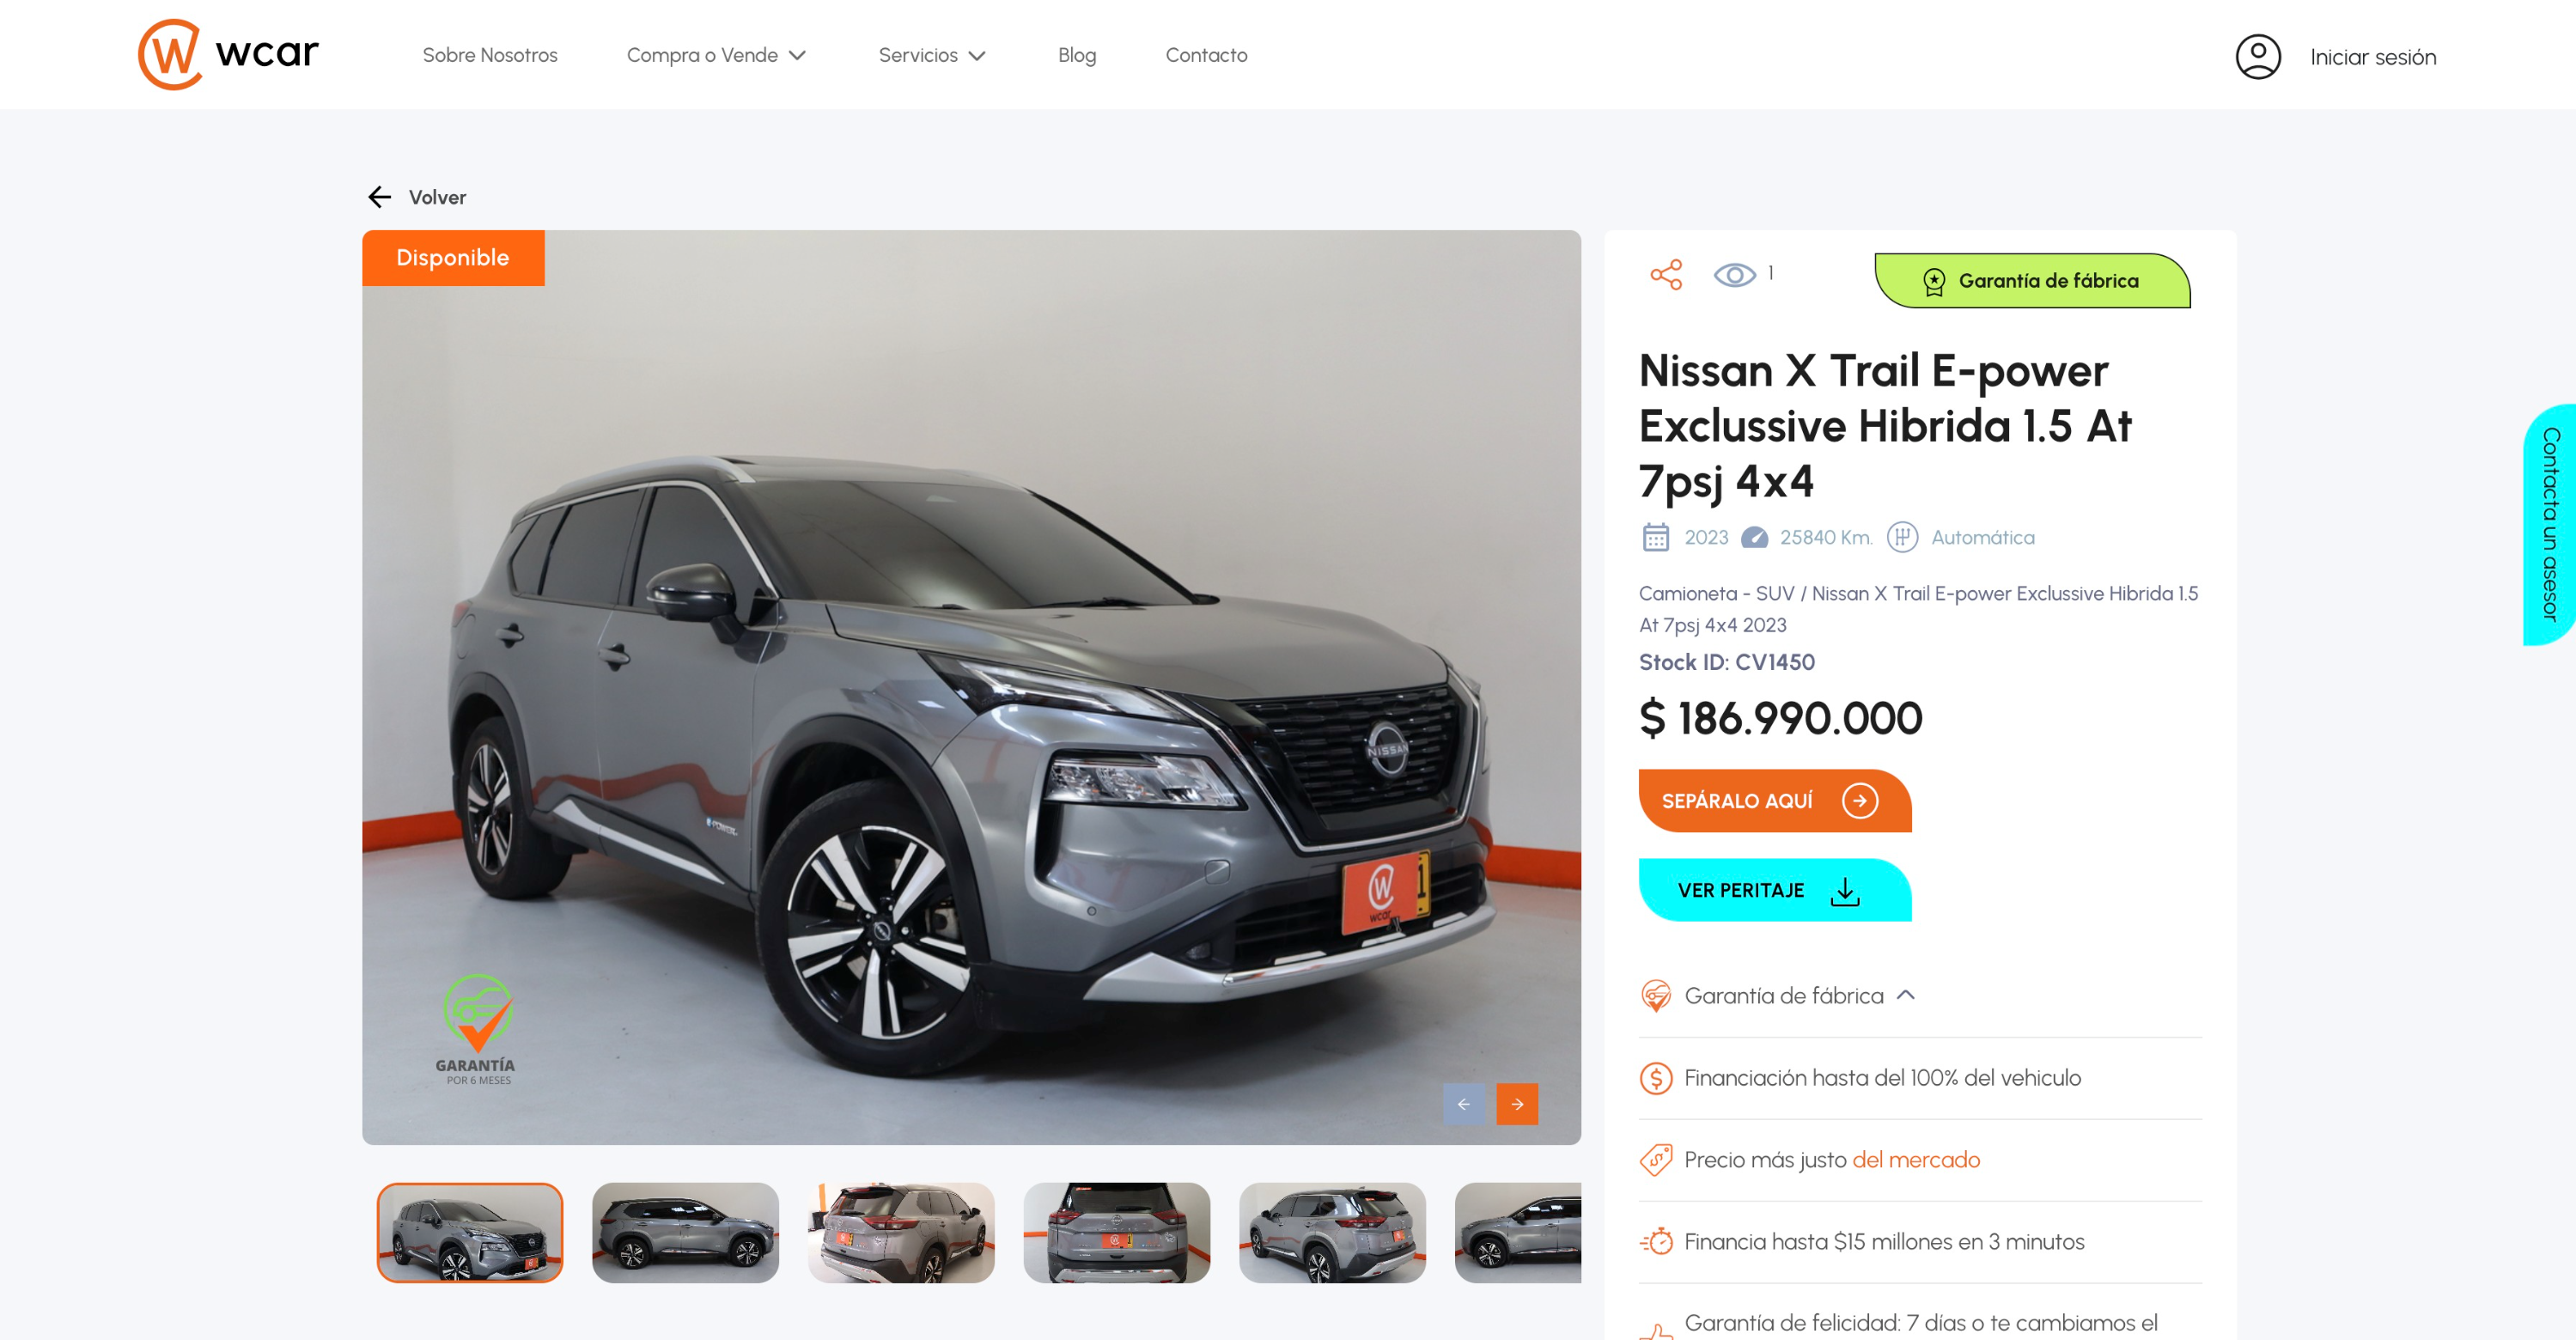 wcar
Sobre Nosotros
Compra o Vende
Servicios
Blog
Contacto
Iniciar sesión
Volver
Disponible
NISSAN
e-POWER
wcar
1
GARANTÍA
POR 6 MESES
1
Garantía de fábrica
Nissan X Trail E-power
Exclussive Hibrida 1.5 At
7psj 4x4
2023
25840 Km.
Automática
Camioneta - SUV / Nissan X Trail E-power Exclussive Hibrida 1.5
At 7psj 4x4 2023
Stock ID: CV1450
$ 186.990.000
SEPÁRALO AQUÍ
VER PERITAJE
Garantía de fábrica
Financiación hasta del 100% del vehiculo
Precio más justo del mercado
Financia hasta $15 millones en 3 minutos
Garantía de felicidad: 7 días o te cambiamos el
Contacta un asesor